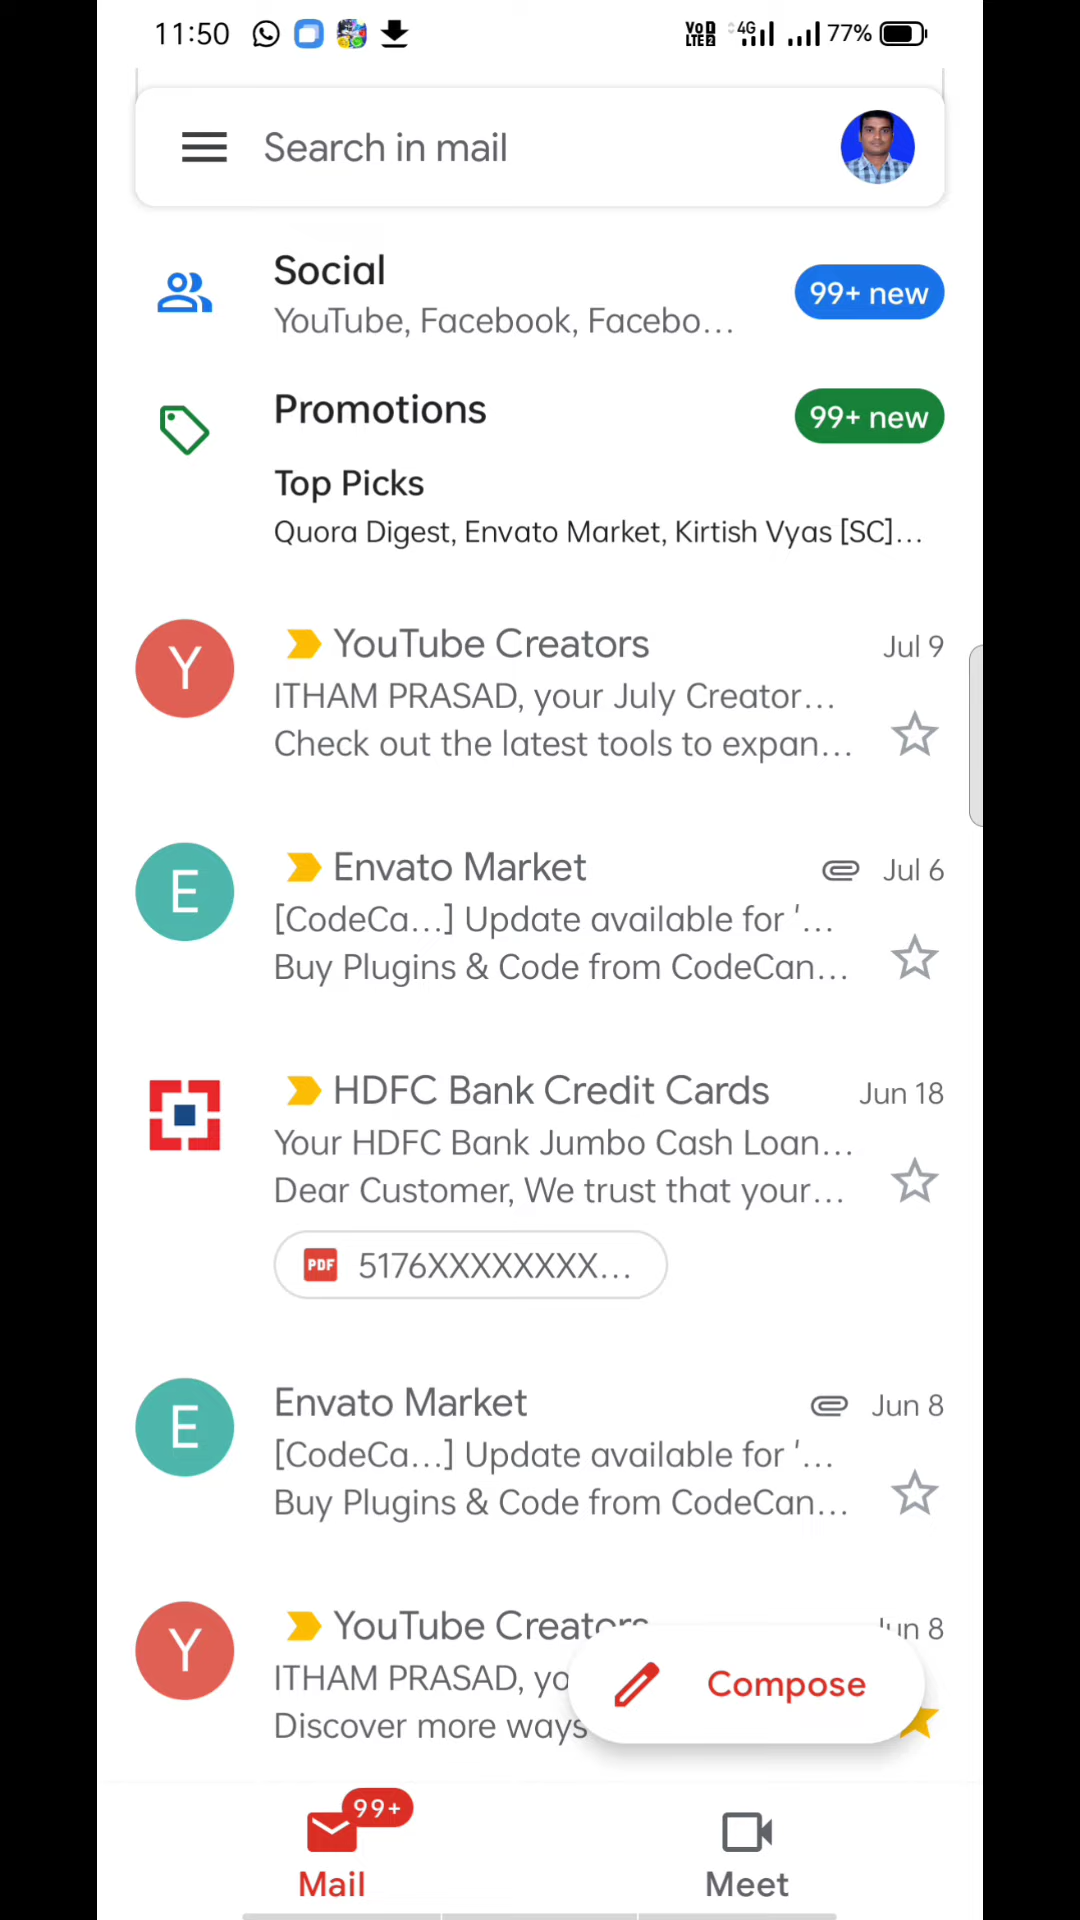 11:50 Vo LTE2 4G 77%
Search in mail
Social
99+ new
YouTube, Facebook, Facebo...
Promotions
99+ new
Top Picks
Quora Digest, Envato Market, Kirtish Vyas [SC]...
Y
YouTube Creators
Jul 9
ITHAM PRASAD, your July Creator...
Check out the latest tools to expan...
E
Envato Market
Jul 6
[CodeCa...] Update available for '...
Buy Plugins & Code from CodeCan...
HDFC Bank Credit Cards
Jun 18
Your HDFC Bank Jumbo Cash Loan...
Dear Customer, We trust that your...
PDF 5176XXXXXXXX...
E
Envato Market
Jun 8
[CodeCa...] Update available for '...
Buy Plugins & Code from CodeCan...
Y
YouTube Creators
Jun 8
ITHAM PRASAD, yo
Discover more ways
Compose
99+
Mail
Meet